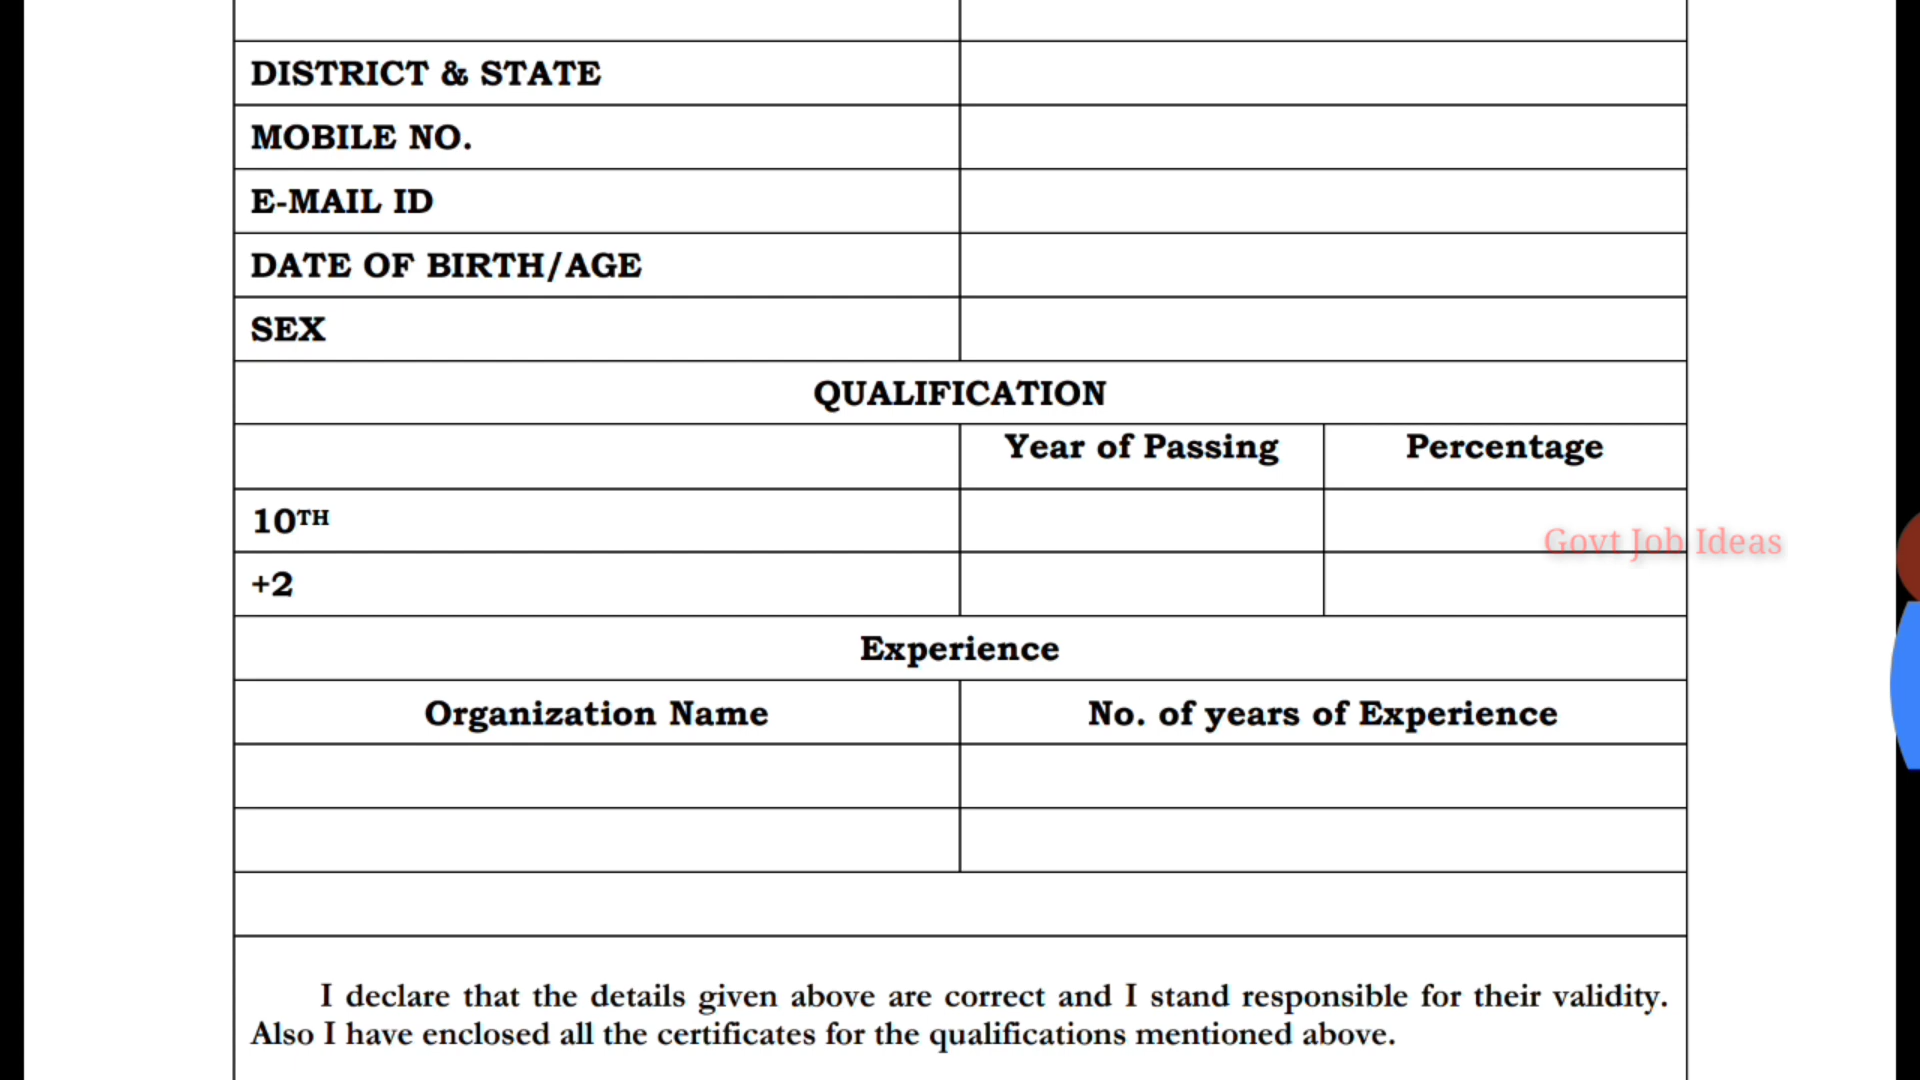 DISTRICT & STATE
MOBILE NO.
E-MAIL ID
DATE OF BIRTH/AGE
SEX
QUALIFICATION
Year of Passing Percentage
10TH
Govt Job Ideas
+2
Experience
Organization Name No. of years of Experience
I declare that the details given above are correct and I stand responsible for their validity.
Also I have enclosed all the certificates for the qualifications mentioned above.